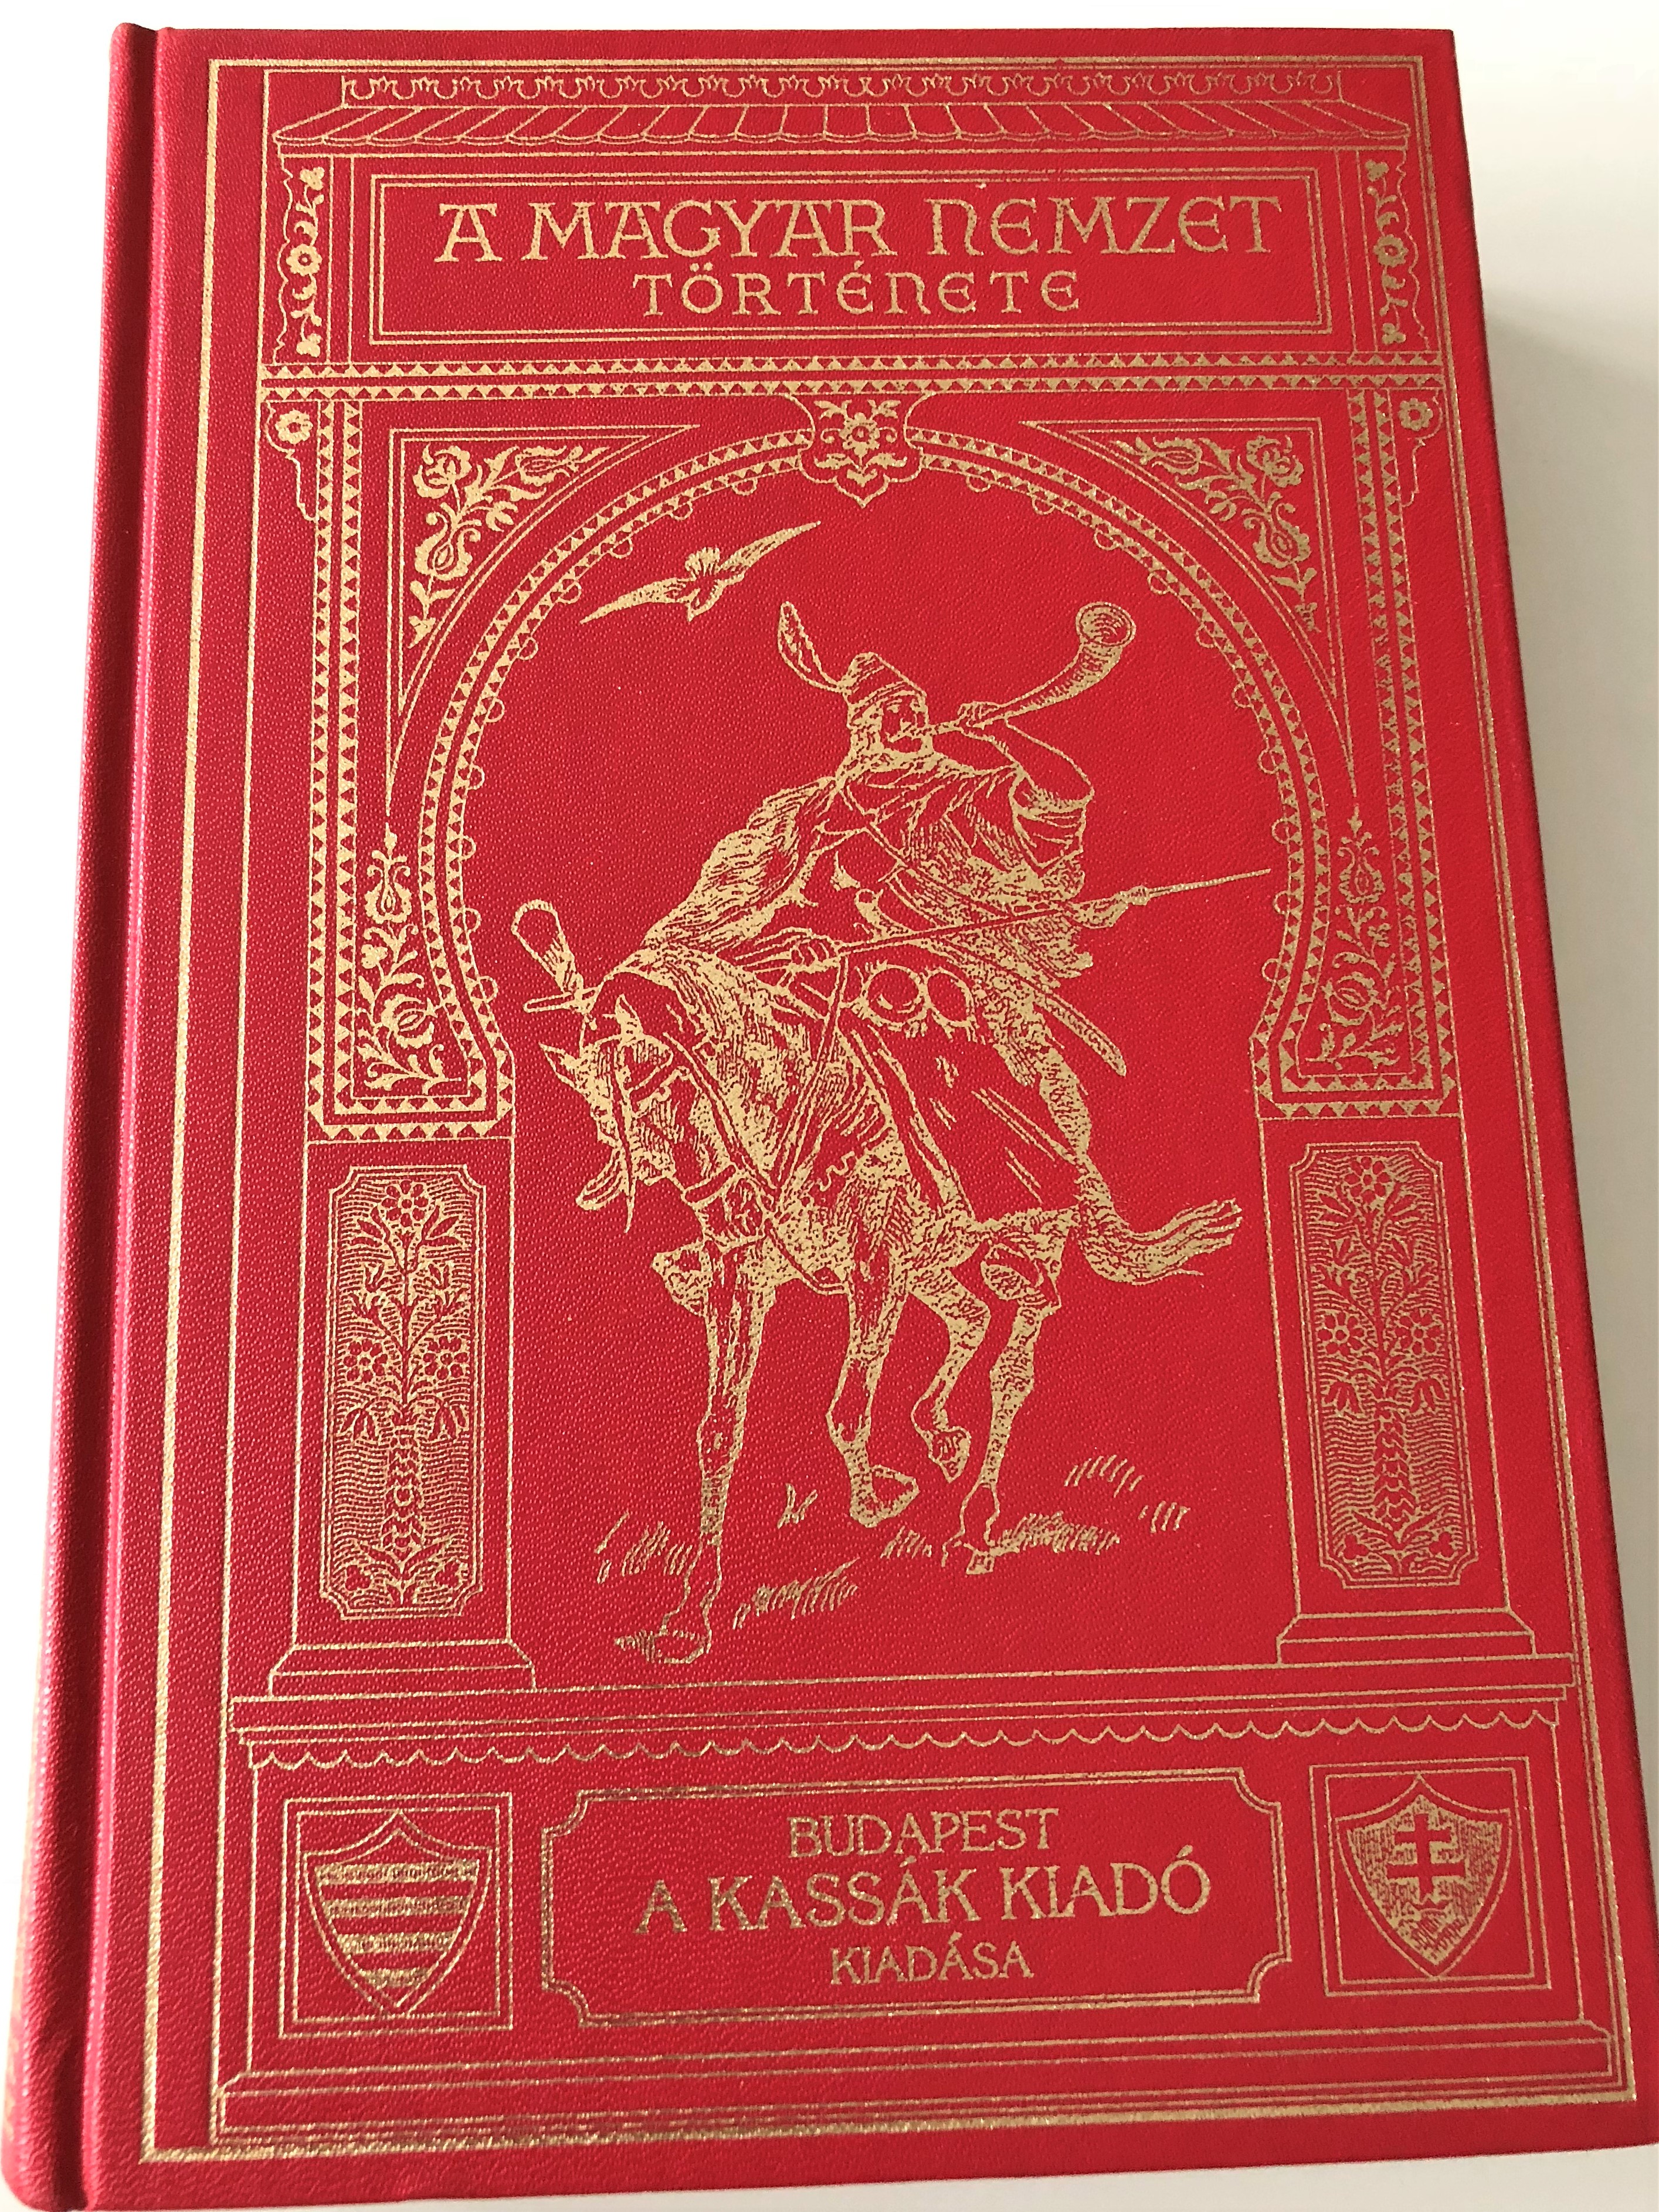 A MAGYAR NEMZET
TÖRTÉNETE
BUDAPEST
A KASSÁK KIADÓ
KIADÁSA